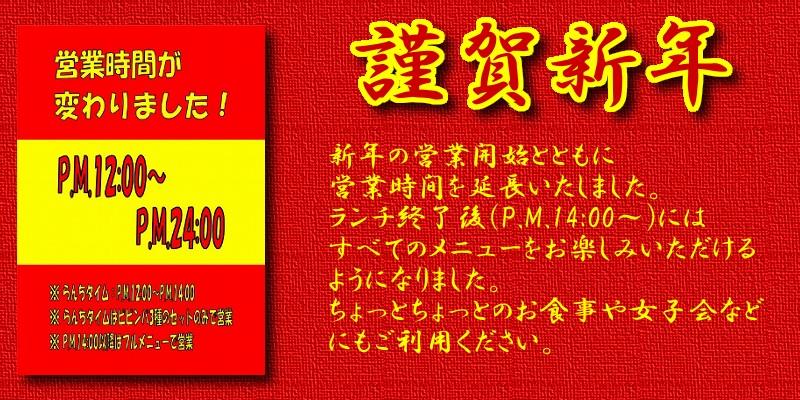 営業時間が
変わりました！
P.M.12:00～
P.M.24:00
※ らんちタイム：P.M.12:00～P.M.14:00
※ らんちタイムはビビンバ3種のセットのみで営業
※ P.M.14:00以降はフルメニューで営業
謹賀新年
新年の営業開始とともに
営業時間を延長いたしました。
ランチ終了後(P.M.14:00～)には
すべてのメニューをお楽しみいただける
ようになりました。
ちょっとちょっとのお食事や女子会など
にもご利用ください。